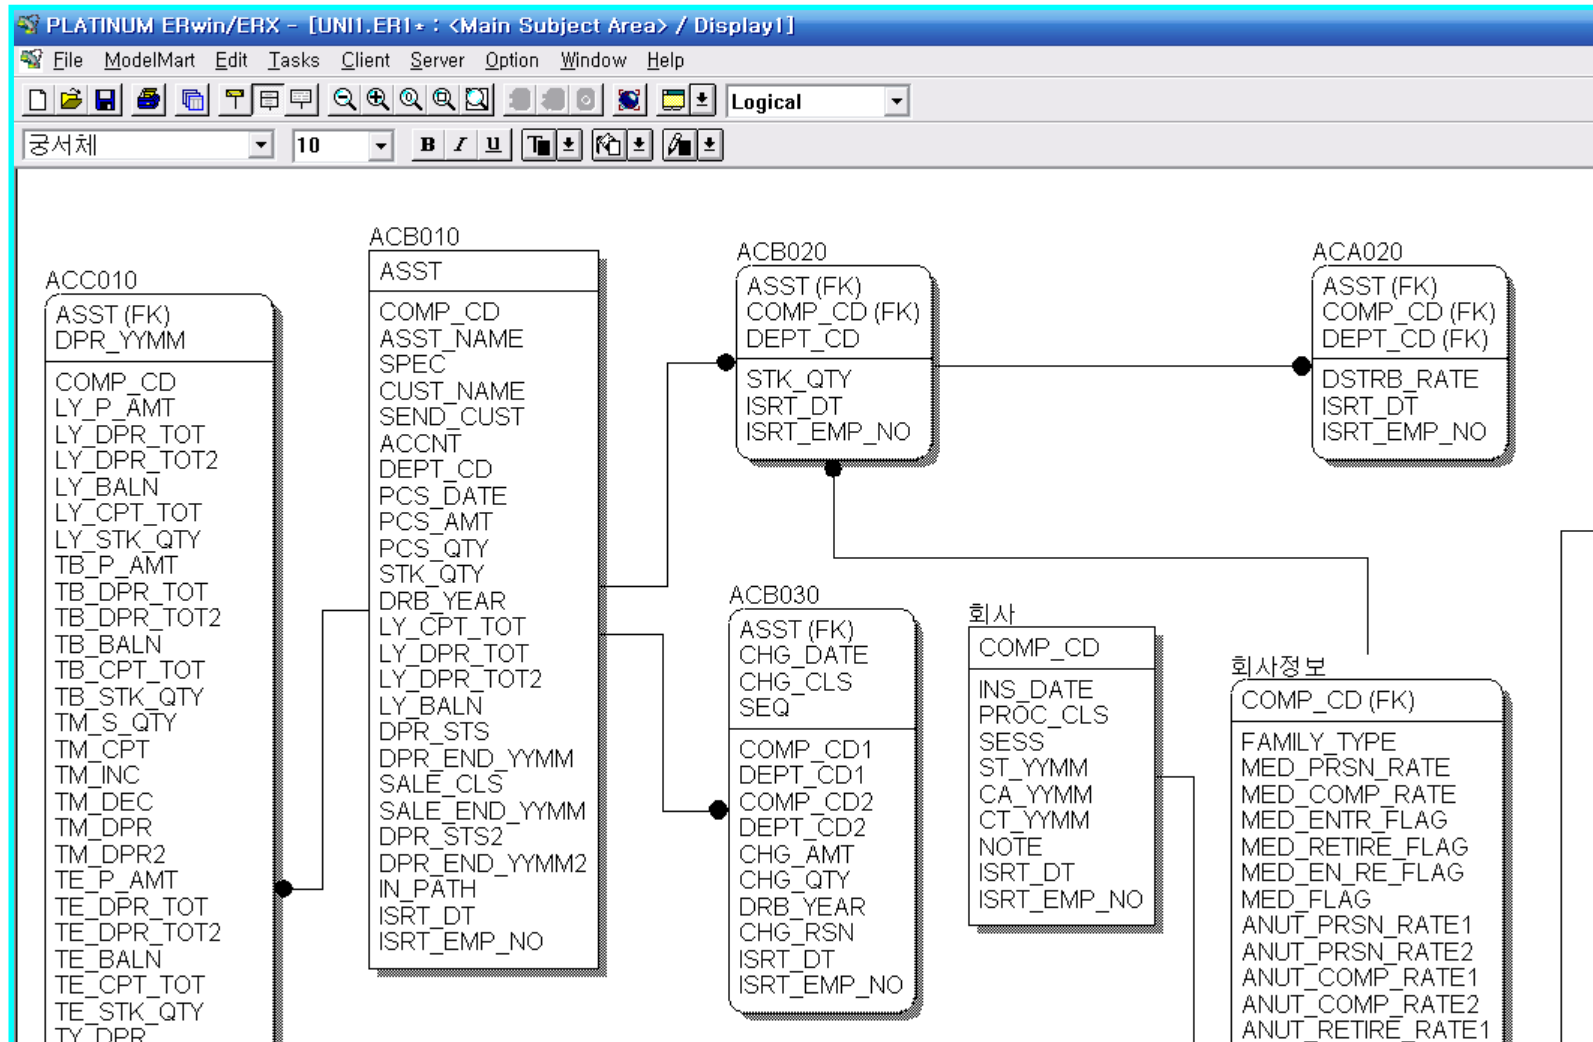 PLATINUM ERwin/ERX - [UNI1.ER1* : <Main Subject Area> / Display1]
File ModelMart Edit Tasks Client Server Option Window Help
Logical
궁서체 10 B I U T
ACC010
ASST (FK)
DPR_YYMM
COMP_CD
LY_P_AMT
LY_DPR_TOT
LY_DPR_TOT2
LY_BALN
LY_CPT_TOT
LY_STK_QTY
TB_P_AMT
TB_DPR_TOT
TB_DPR_TOT2
TB_BALN
TB_CPT_TOT
TB_STK_QTY
TM_S_QTY
TM_CPT
TM_INC
TM_DEC
TM_DPR
TM_DPR2
TE_P_AMT
TE_DPR_TOT
TE_DPR_TOT2
TE_BALN
TE_CPT_TOT
TE_STK_QTY
TY_DPR
ACB010
ASST
COMP_CD
ASST_NAME
SPEC
CUST_NAME
SEND_CUST
ACCNT
DEPT_CD
PCS_DATE
PCS_AMT
PCS_QTY
STK_QTY
DRB_YEAR
LY_CPT_TOT
LY_DPR_TOT
LY_DPR_TOT2
LY_BALN
DPR_STS
DPR_END_YYMM
SALE_CLS
SALE_END_YYMM
DPR_STS2
DPR_END_YYMM2
IN_PATH
ISRT_DT
ISRT_EMP_NO
ACB020
ASST (FK)
COMP_CD (FK)
DEPT_CD
STK_QTY
ISRT_DT
ISRT_EMP_NO
ACA020
ASST (FK)
COMP_CD (FK)
DEPT_CD (FK)
DSTRB_RATE
ISRT_DT
ISRT_EMP_NO
ACB030
ASST (FK)
CHG_DATE
CHG_CLS
SEQ
COMP_CD1
DEPT_CD1
COMP_CD2
DEPT_CD2
CHG_AMT
CHG_QTY
DRB_YEAR
CHG_RSN
ISRT_DT
ISRT_EMP_NO
회사
COMP_CD
INS_DATE
PROC_CLS
SESS
ST_YYMM
CA_YYMM
CT_YYMM
NOTE
ISRT_DT
ISRT_EMP_NO
회사정보
COMP_CD (FK)
FAMILY_TYPE
MED_PRSN_RATE
MED_COMP_RATE
MED_ENTR_FLAG
MED_RETIRE_FLAG
MED_EN_RE_FLAG
MED_FLAG
ANUT_PRSN_RATE1
ANUT_PRSN_RATE2
ANUT_COMP_RATE1
ANUT_COMP_RATE2
ANUT_RETIRE_RATE1